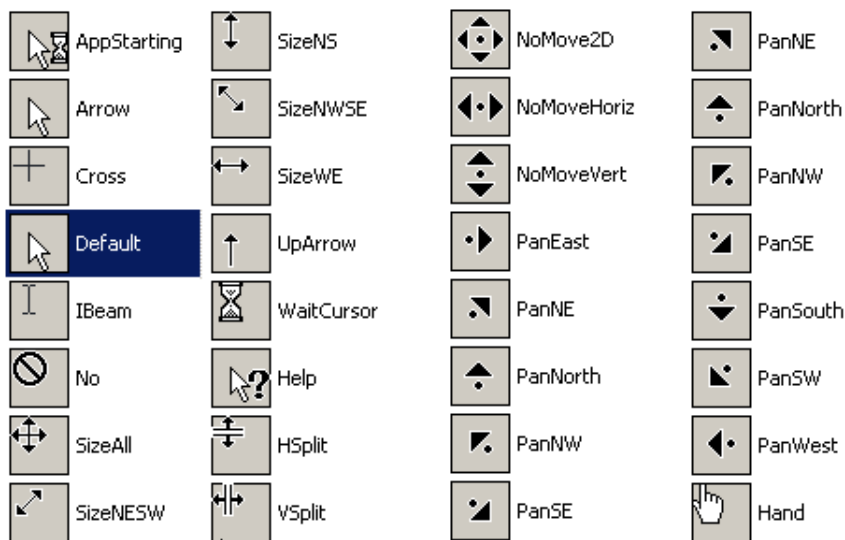 AppStarting
Arrow
Cross
Default
IBeam
No
SizeAll
SizeNESW
SizeNS
SizeNWSE
SizeWE
UpArrow
WaitCursor
Help
HSplit
VSplit
NoMove2D
NoMoveHoriz
NoMoveVert
PanEast
PanNE
PanNorth
PanNW
PanSE
PanNE
PanNorth
PanNW
PanSE
PanSouth
PanSW
PanWest
Hand